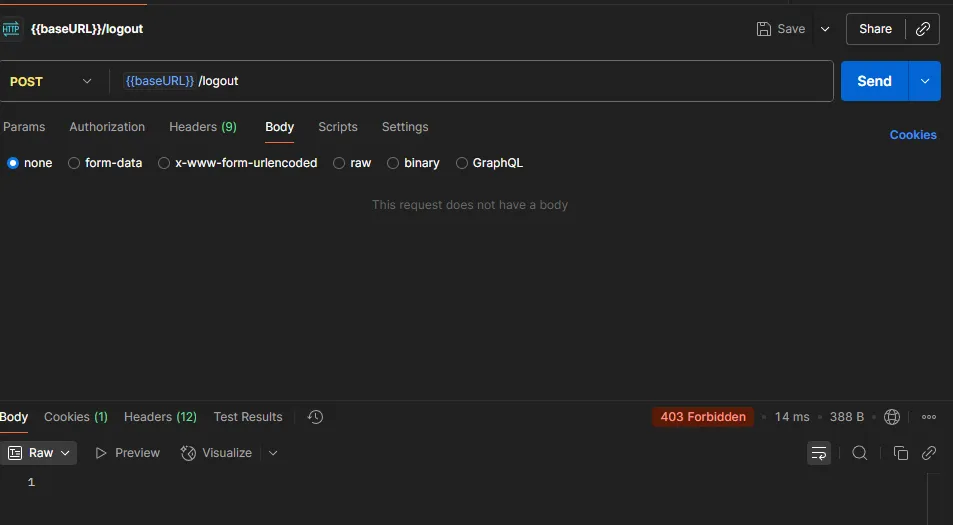 HTTP {{baseURL}}/logout Save Share
POST {{baseURL}} /logout Send
Params Authorization Headers (9) Body Scripts Settings Cookies
none form-data x-www-form-urlencoded raw binary GraphQL
This request does not have a body
Body Cookies (1) Headers (12) Test Results 403 Forbidden • 14 ms • 388 B •
Raw Preview Visualize
1